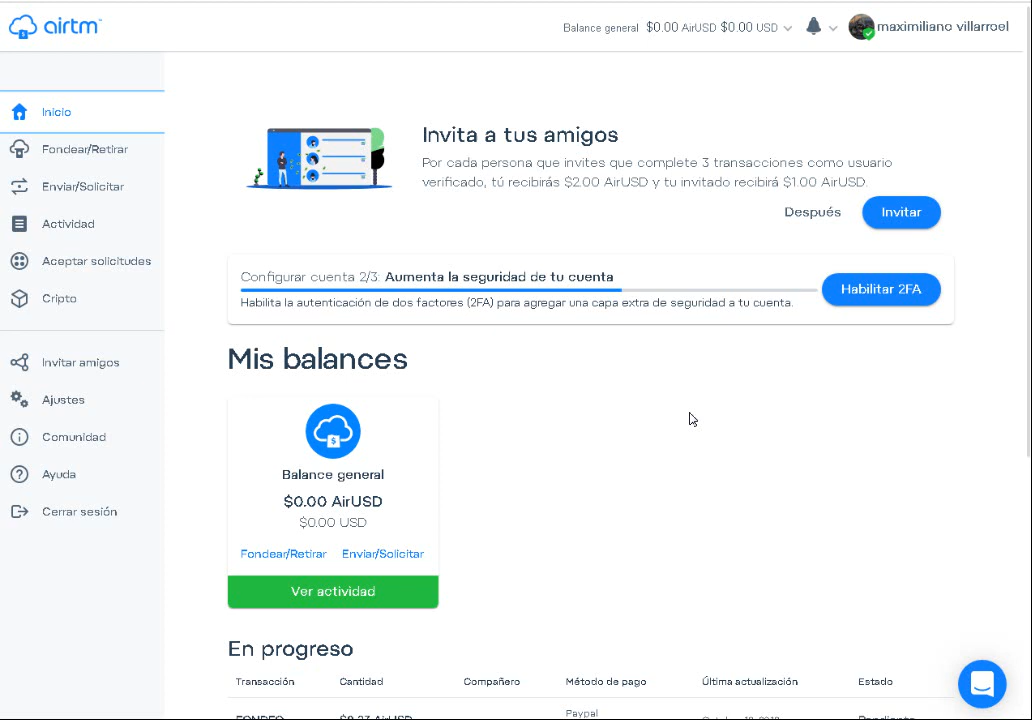 airtm
Balance general $0.00 AirUSD $0.00 USD
maximiliano villarroel
Inicio
Fondear/Retirar
Enviar/Solicitar
Actividad
Aceptar solicitudes
Cripto
Invitar amigos
Ajustes
Comunidad
Ayuda
Cerrar sesión
Invita a tus amigos
Por cada persona que invites que complete 3 transacciones como usuario
verificado, tú recibirás $2.00 AirUSD y tu invitado recibirá $1.00 AirUSD.
Después Invitar
Configurar cuenta 2/3: Aumenta la seguridad de tu cuenta
Habilita la autenticación de dos factores (2FA) para agregar una capa extra de seguridad a tu cuenta.
Habilitar 2FA
Mis balances
Balance general
$0.00 AirUSD
$0.00 USD
Fondear/Retirar Enviar/Solicitar
Ver actividad
En progreso
Transacción Cantidad Compañero Método de pago Última actualización Estado
Paypal